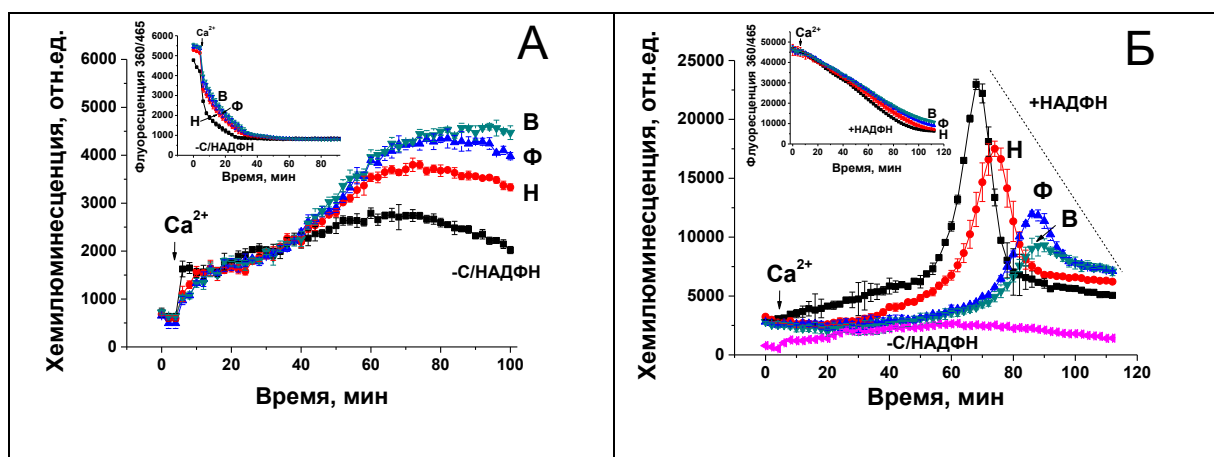 А
Хемилюминесценция, отн.ед.
6000
5000
4000
3000
2000
1000
0
0 20 40 60 80 100
Время, мин
Ca2+
В
Ф
Н
-С/НАДФН
Флуоресценция 360/465
6000
5000
4000
3000
2000
1000
0
0 20 40 60 80
Время, мин
Ca2+
В
Ф
Н
-С/НАДФН
Б
Хемилюминесценция, отн.ед.
25000
20000
15000
10000
5000
0
0 20 40 60 80 100 120
Время, мин
Ca2+
Н
Ф
В
+НАДФН
-С/НАДФН
Флуоресценция 360/465
50000
40000
30000
20000
10000
0
0 20 40 60 80 100 120
Время, мин
Ca2+
В
Ф
Н
+НАДФН